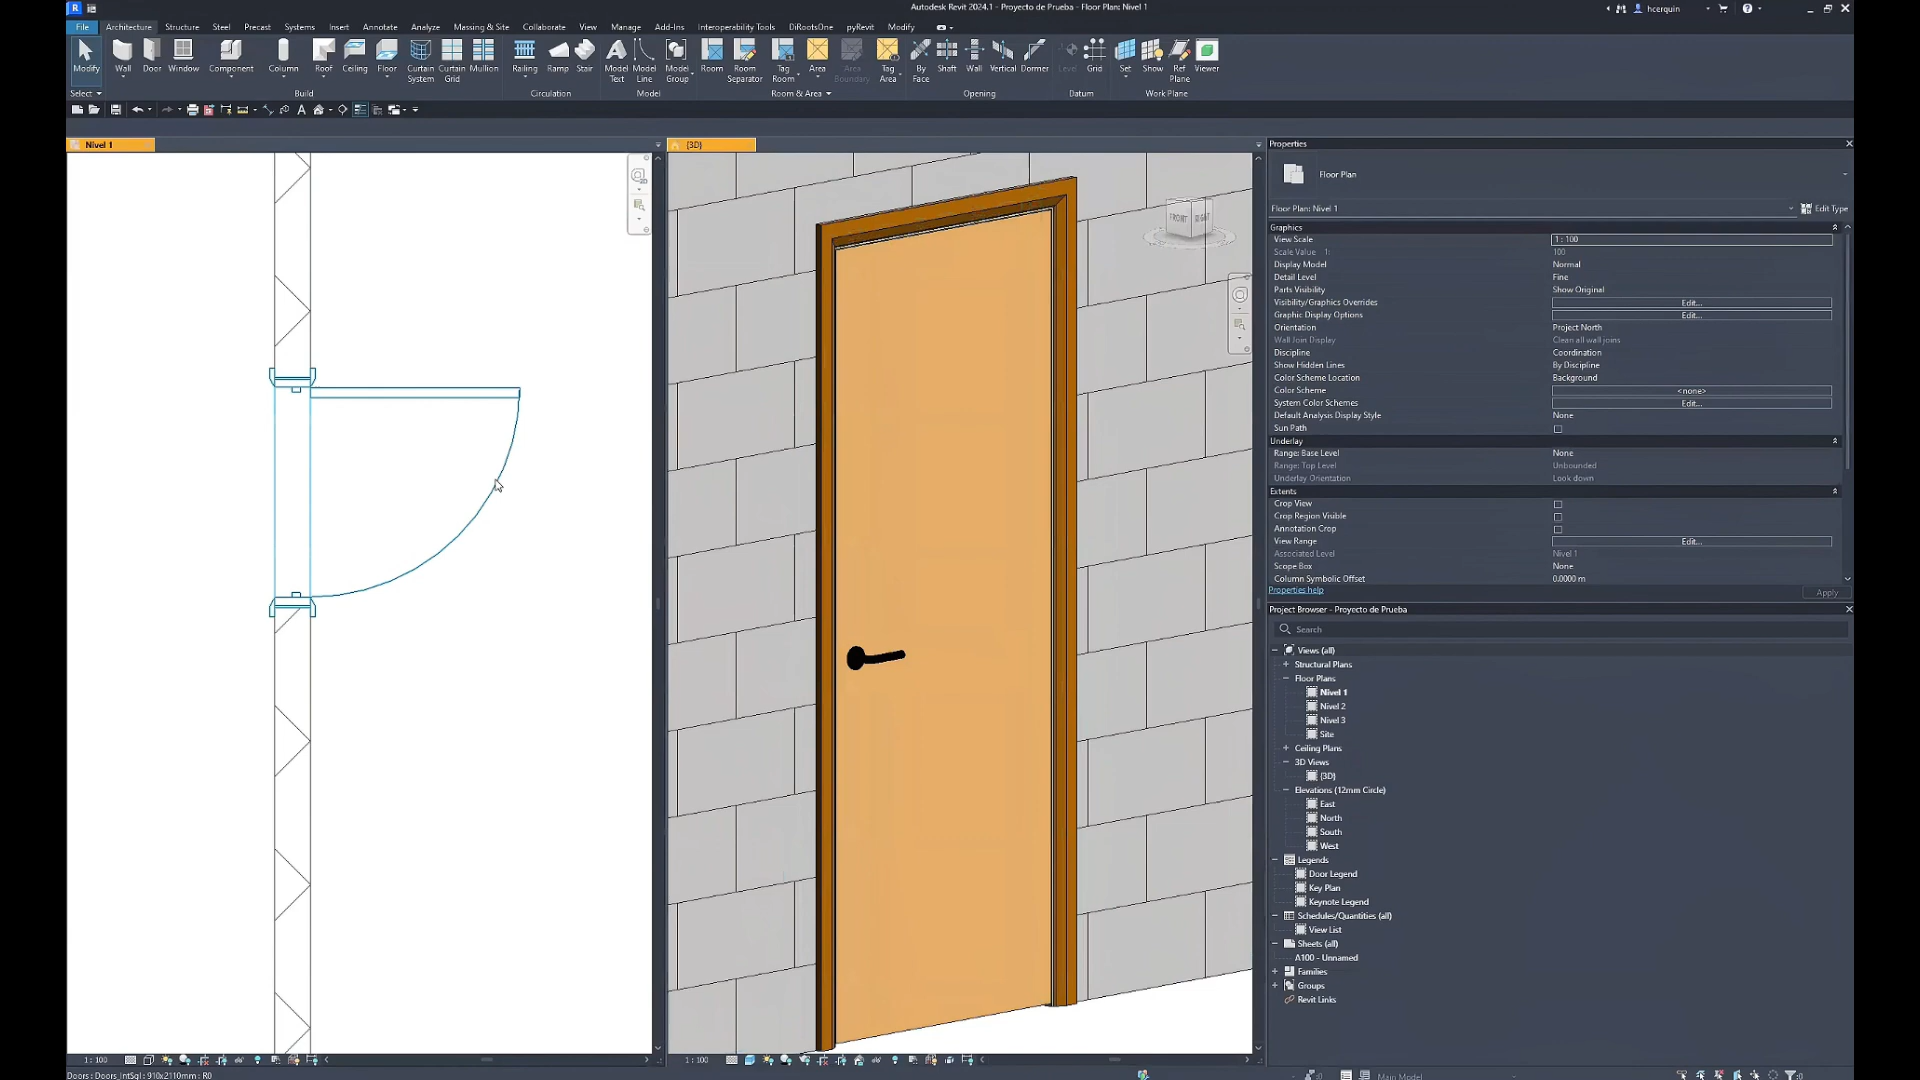 Autodesk Revit 2024.1 - Proyecto de Prueba - Floor Plan: Nivel 1
hcerquin
File Architecture Structure Steel Precast Systems Insert Annotate Analyze Massing & Site Collaborate View Manage Add-Ins Interoperability Tools DiRootsOne pyRevit Modify
Modify Wall Door Window Component Column Roof Ceiling Floor Curtain System Curtain Grid Mullion Railing Ramp Stair Model Text Model Line Model Group Room Room Separator Tag Room Area Area Boundary Tag Area By Face Shaft Wall Vertical Dormer Level Grid Set Show Ref Plane Viewer
Select Build Circulation Model Room & Area Opening Datum Work Plane
Nivel 1
{3D}
FRONT RIGHT
Properties
Floor Plan
Floor Plan: Nivel 1 Edit Type
Graphics
View Scale 1 : 100
Scale Value 1: 100
Display Model Normal
Detail Level Fine
Parts Visibility Show Original
Visibility/Graphics Overrides Edit...
Graphic Display Options Edit...
Orientation Project North
Wall Join Display Clean all wall joins
Discipline Coordination
Show Hidden Lines By Discipline
Color Scheme Location Background
Color Scheme <none>
System Color Schemes Edit...
Default Analysis Display Style None
Sun Path
Underlay
Range: Base Level None
Range: Top Level Unbounded
Underlay Orientation Look down
Extents
Crop View
Crop Region Visible
Annotation Crop
View Range Edit...
Associated Level Nivel 1
Scope Box None
Column Symbolic Offset 0.0000 m
Properties help Apply
Project Browser - Proyecto de Prueba
Search
Views (all)
Structural Plans
Floor Plans
Nivel 1
Nivel 2
Nivel 3
Site
Ceiling Plans
3D Views
{3D}
Elevations (12mm Circle)
East
North
South
West
Legends
Door Legend
Key Plan
Keynote Legend
Schedules/Quantities (all)
View List
Sheets (all)
A100 - Unnamed
Families
Groups
Revit Links
1 : 100
1 : 100
Doors : Doors_IntSgl : 910x2110mm : R0
:0 Main Model :0